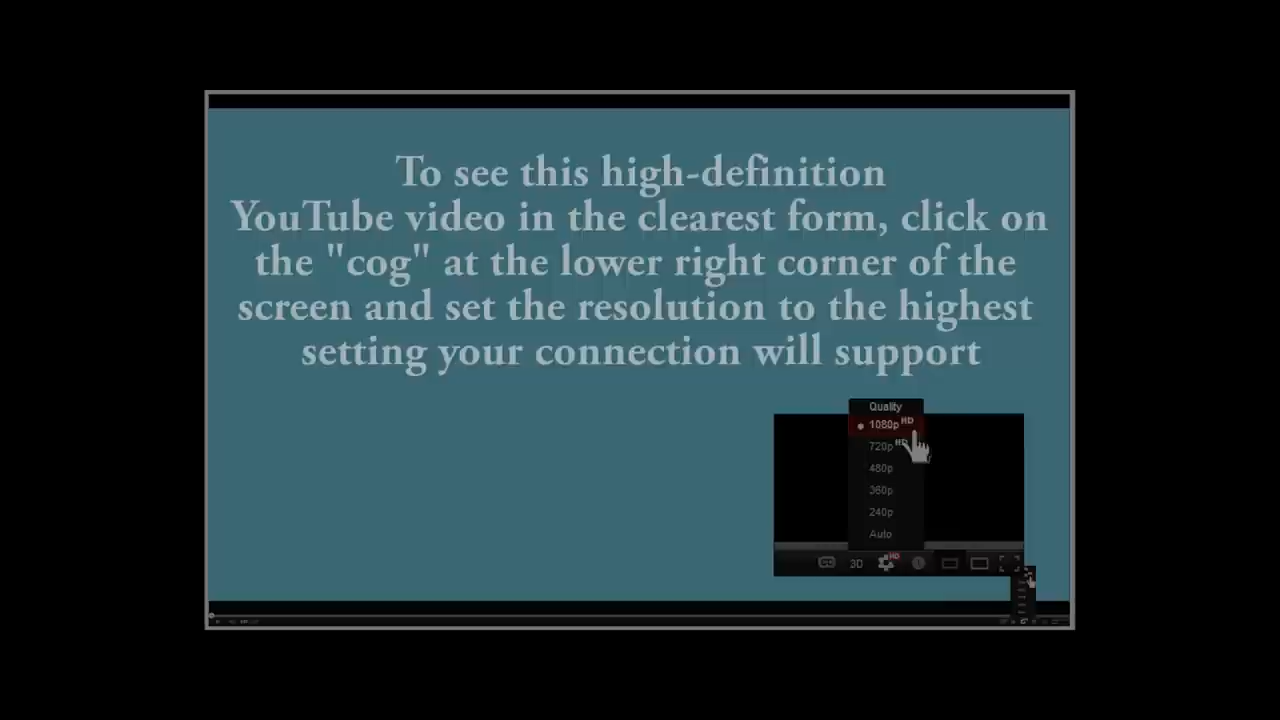 To see this high-definition
YouTube video in the clearest form, click on
the "cog" at the lower right corner of the
screen and set the resolution to the highest
setting your connection will support
Quality
1080p HD
720p HD
480p
360p
240p
Auto
CC 3D HD